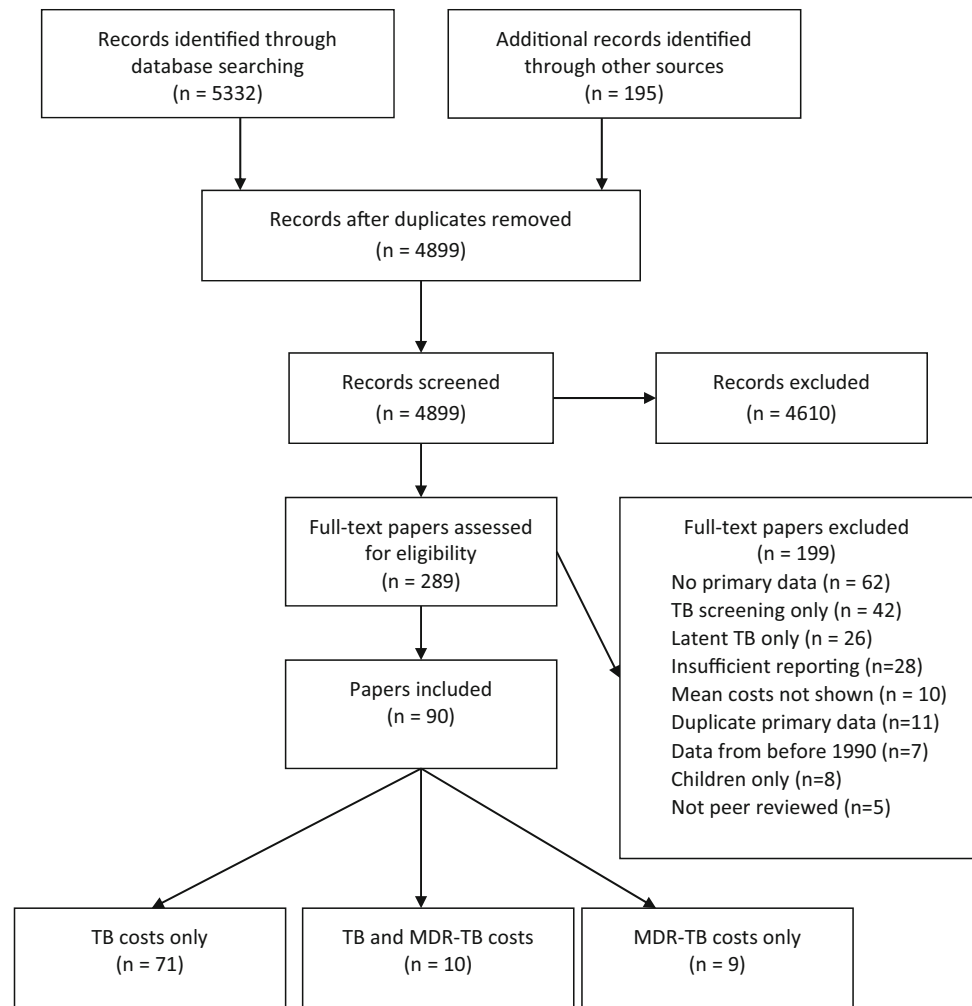 Records identified through
database searching
(n = 5332)
Additional records identified
through other sources
(n = 195)
Records after duplicates removed
(n = 4899)
Records screened
(n = 4899)
Records excluded
(n = 4610)
Full-text papers assessed
for eligibility
(n = 289)
Full-text papers excluded
(n = 199)
No primary data (n = 62)
TB screening only (n = 42)
Latent TB only (n = 26)
Insufficient reporting (n=28)
Mean costs not shown (n = 10)
Duplicate primary data (n=11)
Data from before 1990 (n=7)
Children only (n=8)
Not peer reviewed (n=5)
Papers included
(n = 90)
TB costs only
(n = 71)
TB and MDR-TB costs
(n = 10)
MDR-TB costs only
(n = 9)